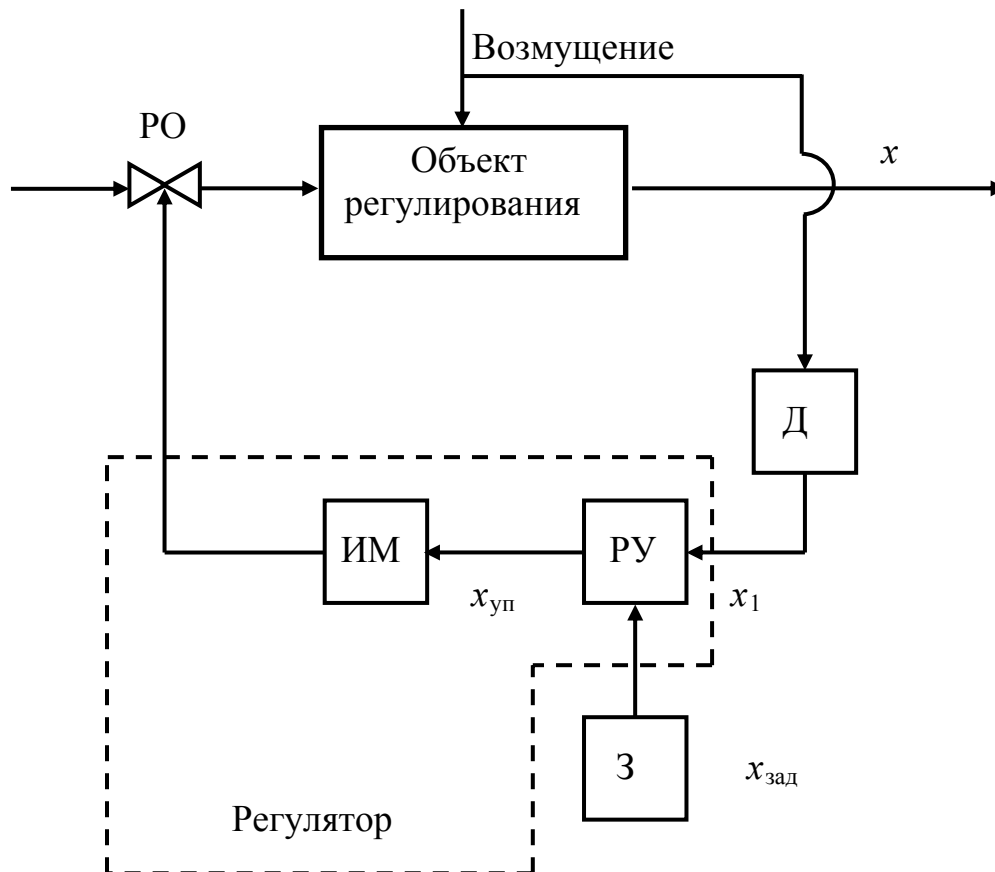 Возмущение
РО
Объект
регулирования
x
Д
ИМ
РУ
xуп
x1
З
xзад
Регулятор